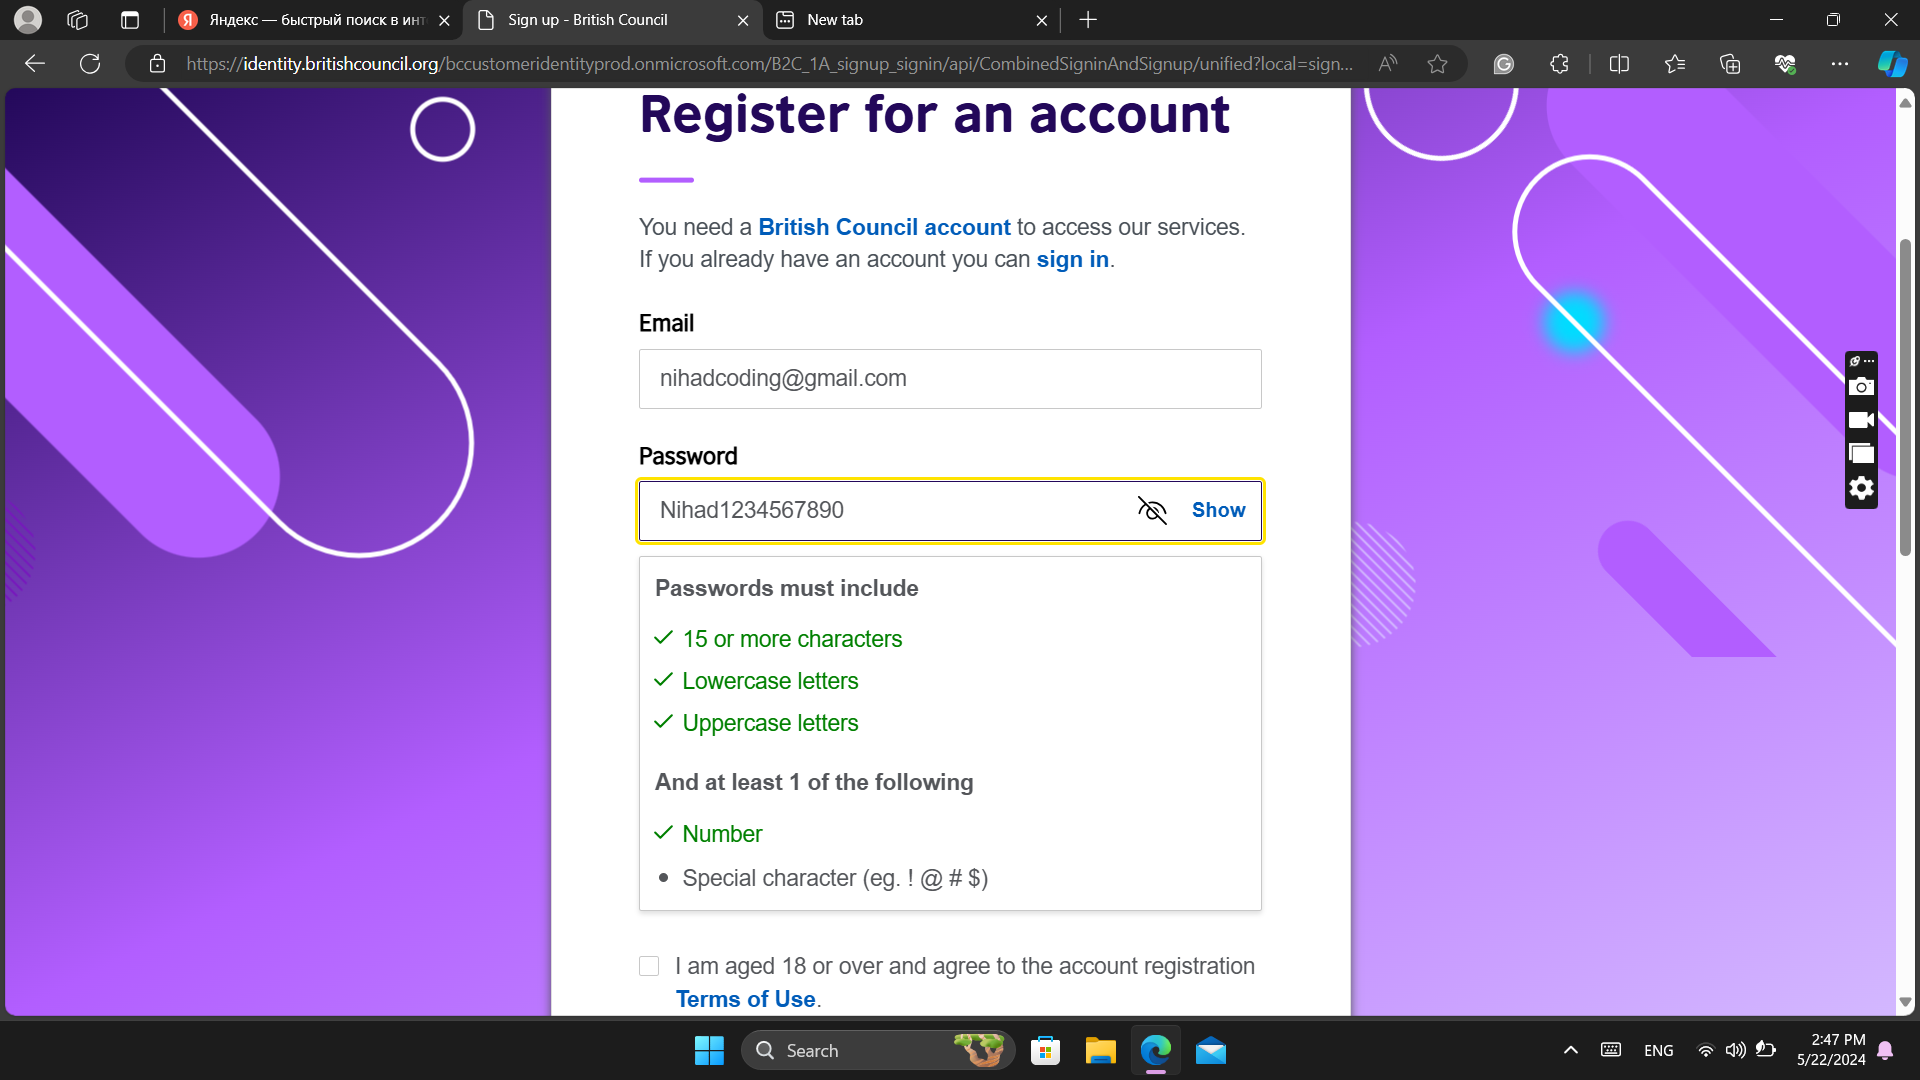 Яндекс — быстрый поиск в инт
Sign up - British Council
New tab
https://identity.britishcouncil.org/bccustomeridentityprod.onmicrosoft.com/B2C_1A_signup_signin/api/CombinedSigninAndSignup/unified?local=sign...
Register for an account
You need a British Council account to access our services.
If you already have an account you can sign in.
Email
nihadcoding@gmail.com
Password
Nihad1234567890
Show
Passwords must include
15 or more characters
Lowercase letters
Uppercase letters
And at least 1 of the following
Number
Special character (eg. ! @ # $)
I am aged 18 or over and agree to the account registration
Terms of Use.
Search
ENG
2:47 PM
5/22/2024